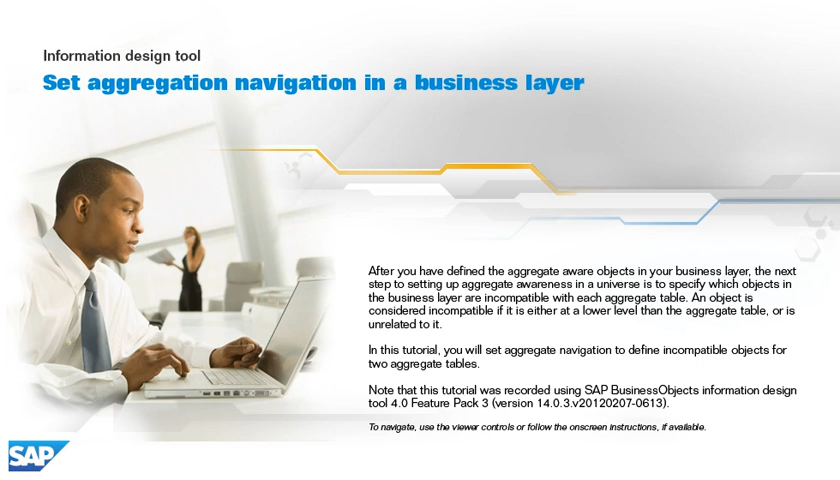 Information design tool
Set aggregation navigation in a business layer
After you have defined the aggregate aware objects in your business layer, the next
step to setting up aggregate awareness in a universe is to specify which objects in
the business layer are incompatible with each aggregate table. An object is
considered incompatible if it is either at a lower level than the aggregate table, or is
unrelated to it.
In this tutorial, you will set aggregate navigation to define incompatible objects for
two aggregate tables.
Note that this tutorial was recorded using SAP BusinessObjects information design
tool 4.0 Feature Pack 3 (version 14.0.3.v20120207-0613).
To navigate, use the viewer controls or follow the onscreen instructions, if available.
SAP